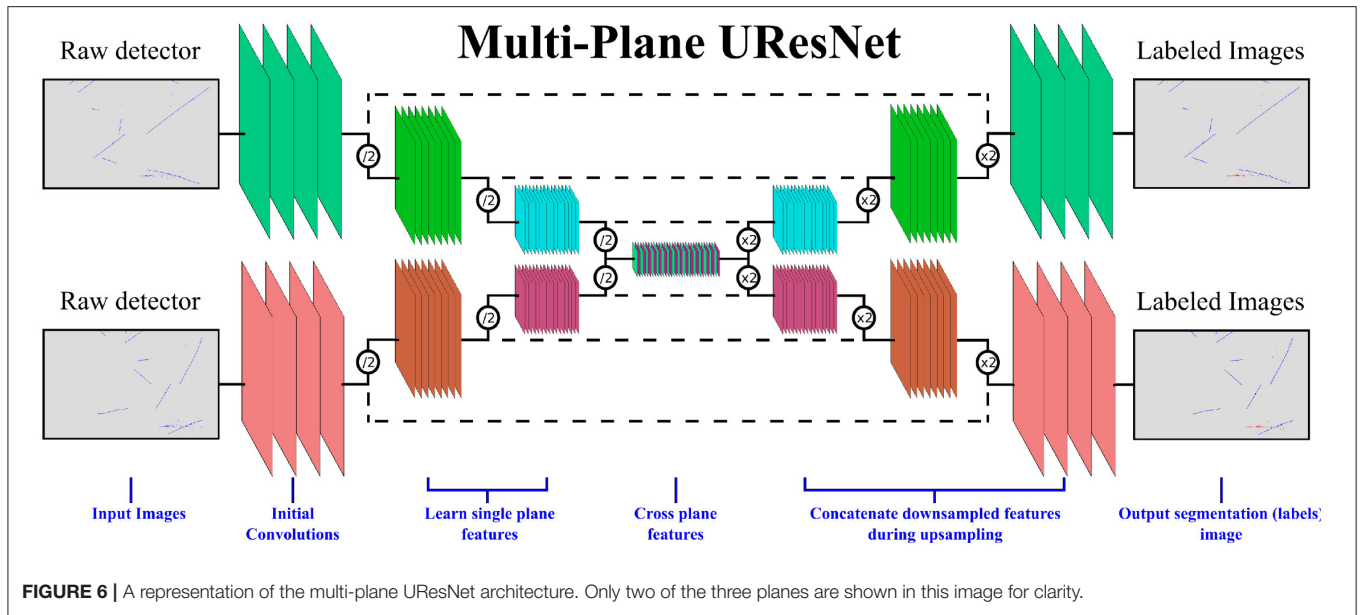 Multi-Plane UResNet
Raw detector
Labeled Images
/2
x2
/2
x2
/2
x2
/2
x2
Raw detector
Labeled Images
/2
x2
/2
x2
Input Images
Initial
Convolutions
Learn single plane
features
Cross plane
features
Concatenate downsampled features
during upsampling
Output segmentation (labels)
image
FIGURE 6 | A representation of the multi-plane UResNet architecture. Only two of the three planes are shown in this image for clarity.